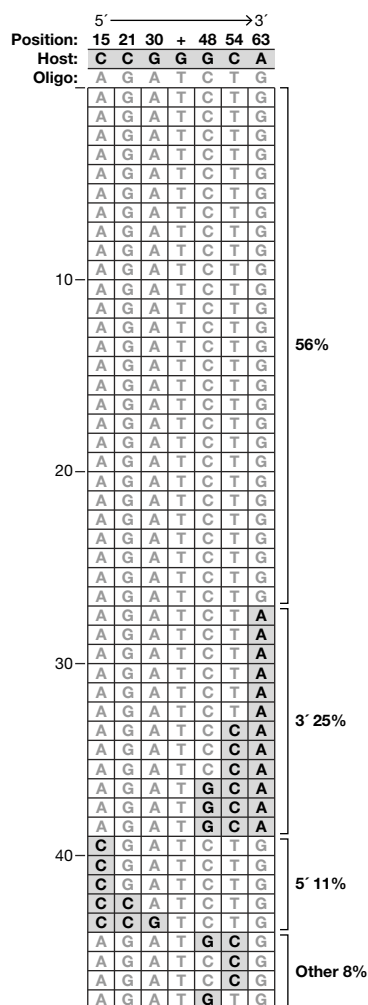 5´ 3´
Position: 15 21 30 + 48 54 63
Host: C C G G G C A
Oligo: A G A T C T G
A G A T C T G
A G A T C T G
A G A T C T G
A G A T C T G
A G A T C T G
A G A T C T G
A G A T C T G
A G A T C T G
A G A T C T G
10 A G A T C T G
A G A T C T G
A G A T C T G
A G A T C T G
A G A T C T G 56%
A G A T C T G
A G A T C T G
A G A T C T G
A G A T C T G
A G A T C T G
20 A G A T C T G
A G A T C T G
A G A T C T G
A G A T C T G
A G A T C T G
A G A T C T G
A G A T C T G
A G A T C T G
A G A T C T A
A G A T C T A
30 A G A T C T A
A G A T C T A
A G A T C T A
A G A T C T A 3´ 25%
A G A T C C A
A G A T C C A
A G A T C C A
A G A T G C A
A G A T G C A
A G A T G C A
40 C G A T C T G
C G A T C T G
C G A T C T G 5´ 11%
C C A T C T G
C C G T C T G
A G A T G C G
A G A T C C G Other 8%
A G A T C C G
A G A T G T G